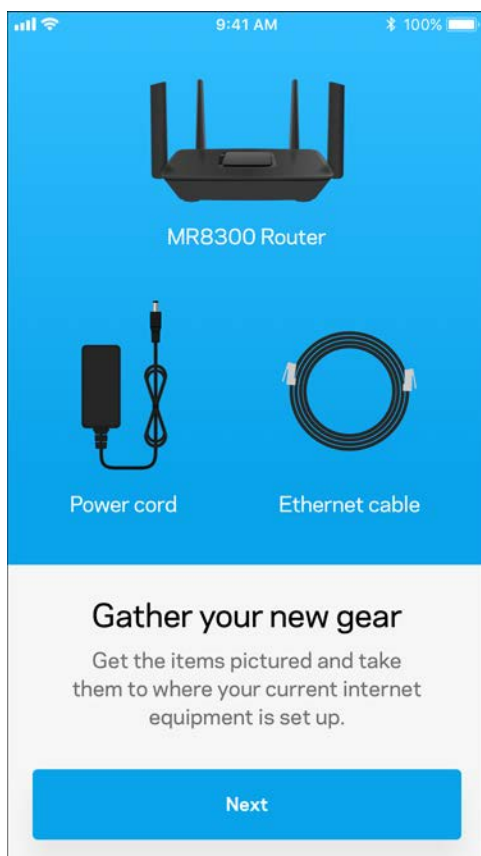 9:41 AM
100%
MR8300 Router
Power cord
Ethernet cable
Gather your new gear
Get the items pictured and take
them to where your current internet
equipment is set up.
Next